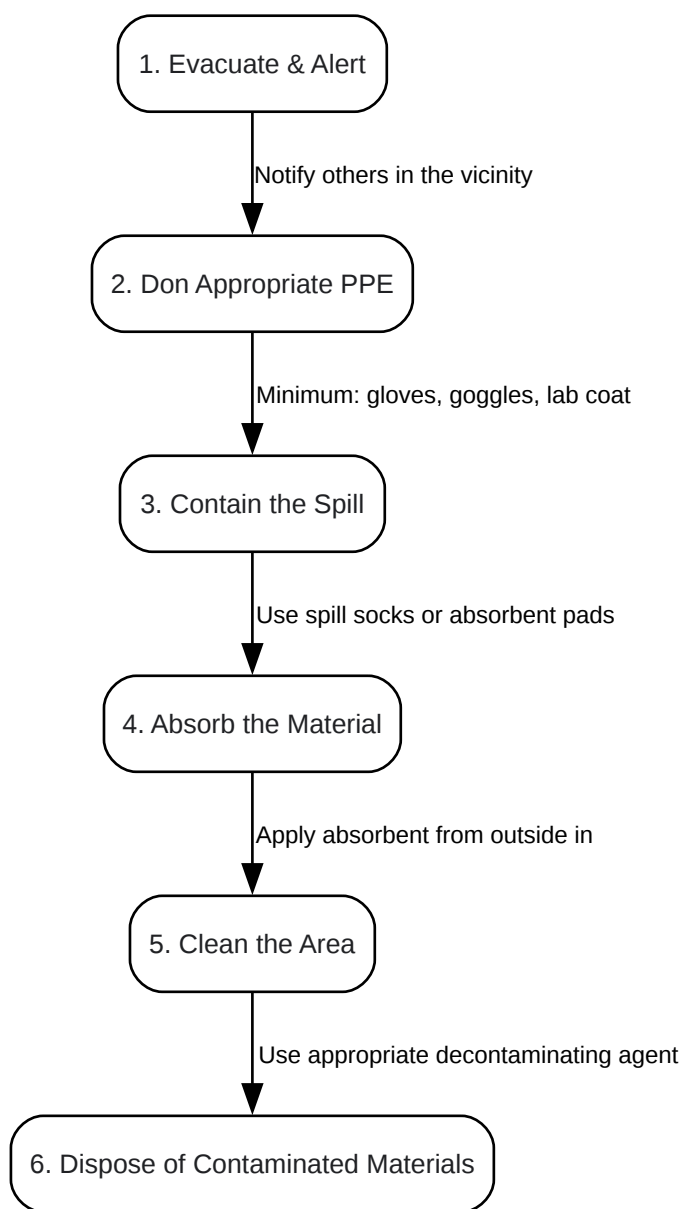 1. Evacuate & Alert
Notify others in the vicinity
2. Don Appropriate PPE
Minimum: gloves, goggles, lab coat
3. Contain the Spill
Use spill socks or absorbent pads
4. Absorb the Material
Apply absorbent from outside in
5. Clean the Area
Use appropriate decontaminating agent
6. Dispose of Contaminated Materials